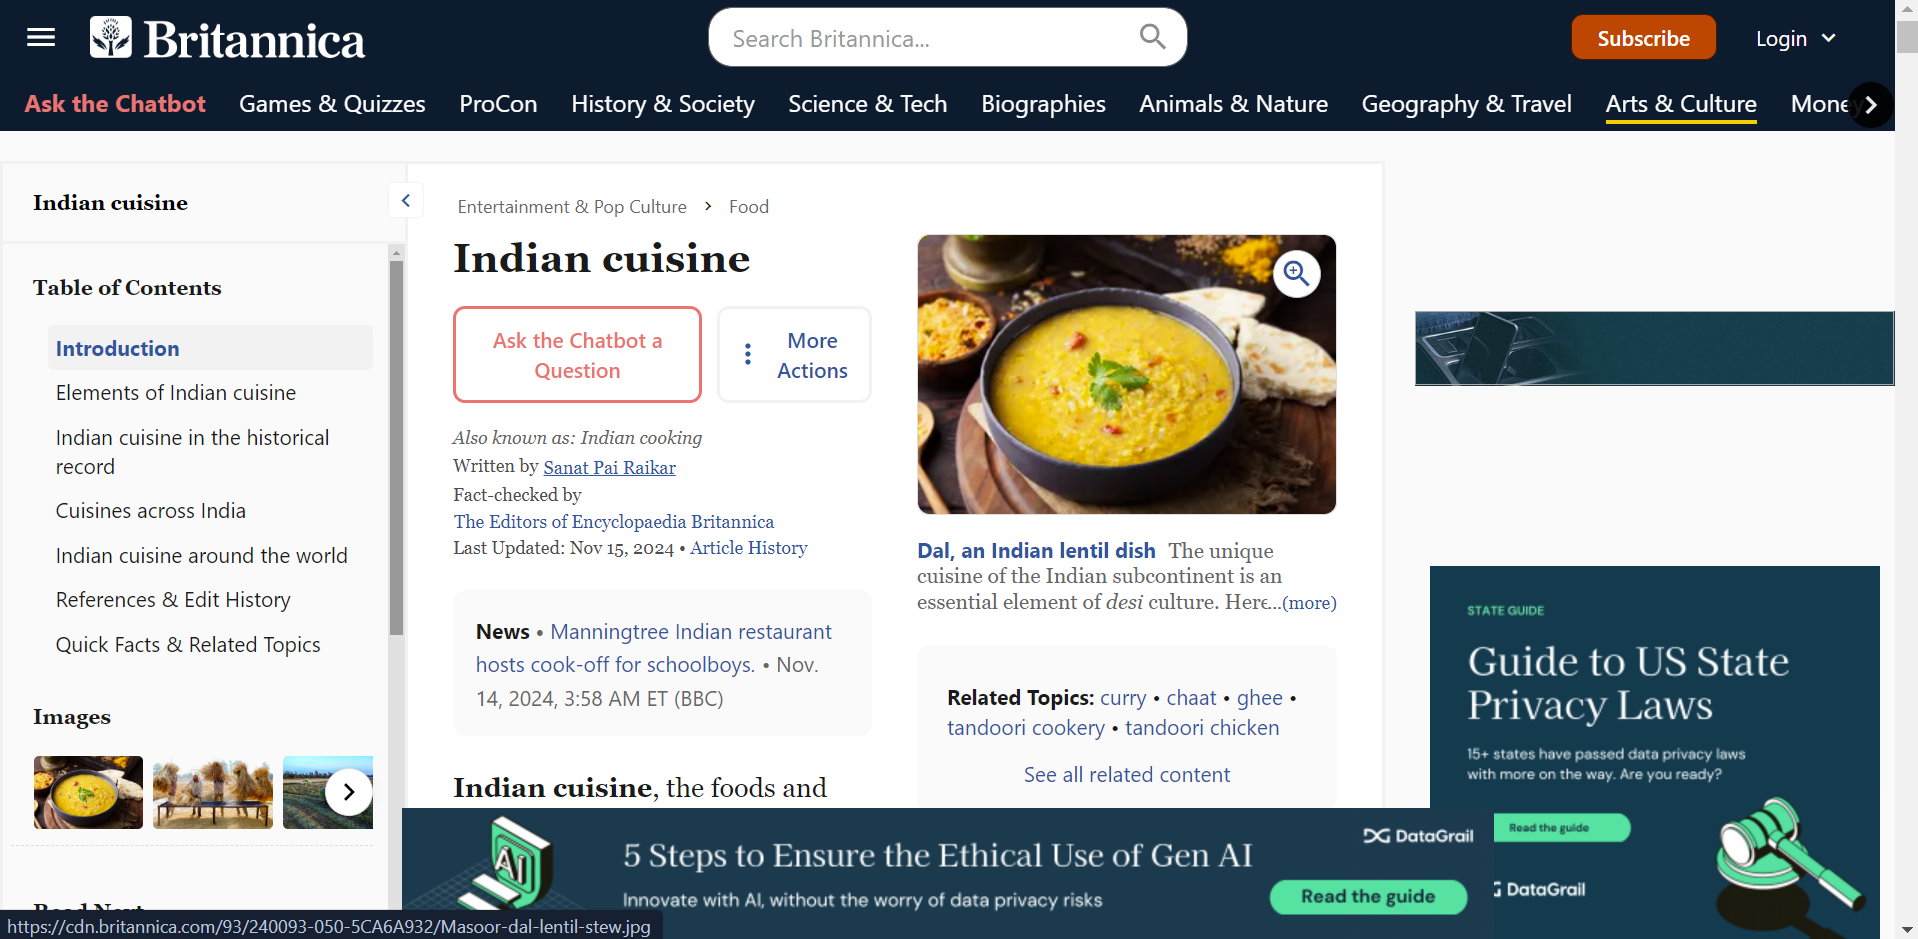 Britannica
Search Britannica...
Subscribe
Login
Ask the Chatbot
Games & Quizzes
ProCon
History & Society
Science & Tech
Biographies
Animals & Nature
Geography & Travel
Arts & Culture
Money
Indian cuisine
Table of Contents
Introduction
Elements of Indian cuisine
Indian cuisine in the historical
record
Cuisines across India
Indian cuisine around the world
References & Edit History
Quick Facts & Related Topics
Images
Read Next
Entertainment & Pop Culture > Food
Indian cuisine
Ask the Chatbot a
Question
More
Actions
Also known as: Indian cooking
Written by Sanat Pai Raikar
Fact-checked by
The Editors of Encyclopaedia Britannica
Last Updated: Nov 15, 2024 • Article History
News • Manningtree Indian restaurant
hosts cook-off for schoolboys. • Nov.
14, 2024, 3:58 AM ET (BBC)
Indian cuisine, the foods and
Dal, an Indian lentil dish The unique
cuisine of the Indian subcontinent is an
essential element of desi culture. Here...(more)
Related Topics: curry • chaat • ghee •
tandoori cookery • tandoori chicken
See all related content
STATE GUIDE
Guide to US State
Privacy Laws
15+ states have passed data privacy laws
with more on the way. Are you ready?
Read the guide
DataGrail
AI
5 Steps to Ensure the Ethical Use of Gen AI
Innovate with AI, without the worry of data privacy risks
DataGrail
Read the guide
https://cdn.britannica.com/93/240093-050-5CA6A932/Masoor-dal-lentil-stew.jpg